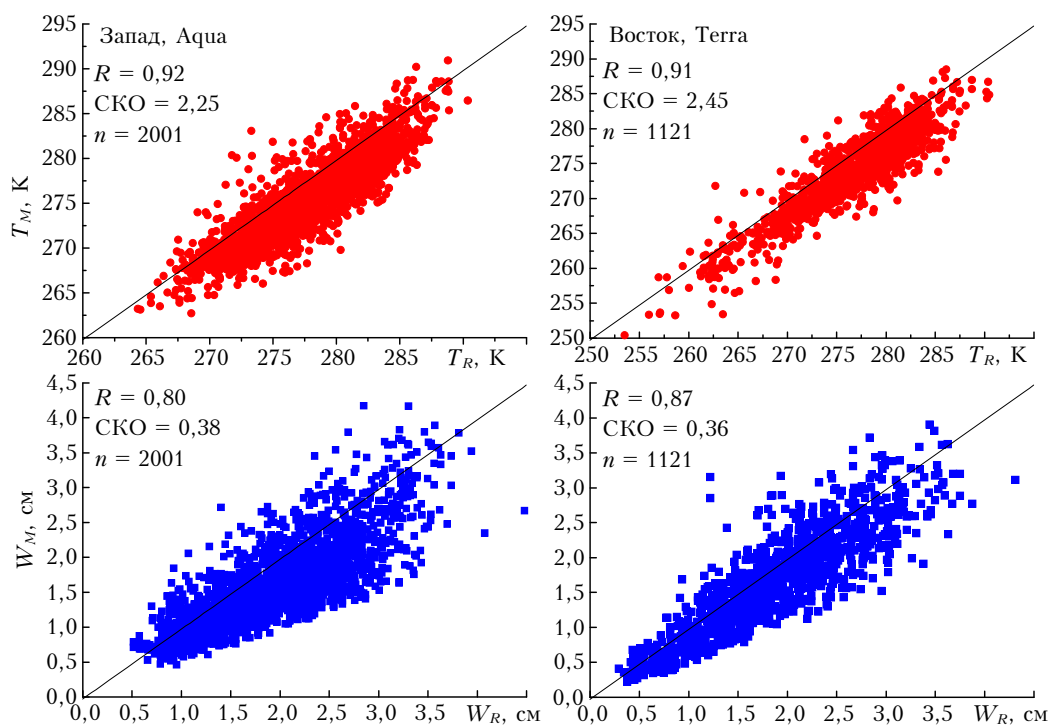 295
290
285
280
275
270
265
260
T_M, K
Запад, Aqua
R = 0,92
СКО = 2,25
n = 2001
260 265 270 275 280 285 T_R, K
295
290
285
280
275
270
265
260
255
250
Восток, Terra
R = 0,91
СКО = 2,45
n = 1121
250 255 260 265 270 275 280 285 T_R, K
4,5
4,0
3,5
3,0
2,5
2,0
1,5
1,0
0,5
0,0
W_M, см
R = 0,80
СКО = 0,38
n = 2001
0,0 0,5 1,0 1,5 2,0 2,5 3,0 3,5 W_R, см
4,5
4,0
3,5
3,0
2,5
2,0
1,5
1,0
0,5
0,0
R = 0,87
СКО = 0,36
n = 1121
0,0 0,5 1,0 1,5 2,0 2,5 3,0 3,5 W_R, см